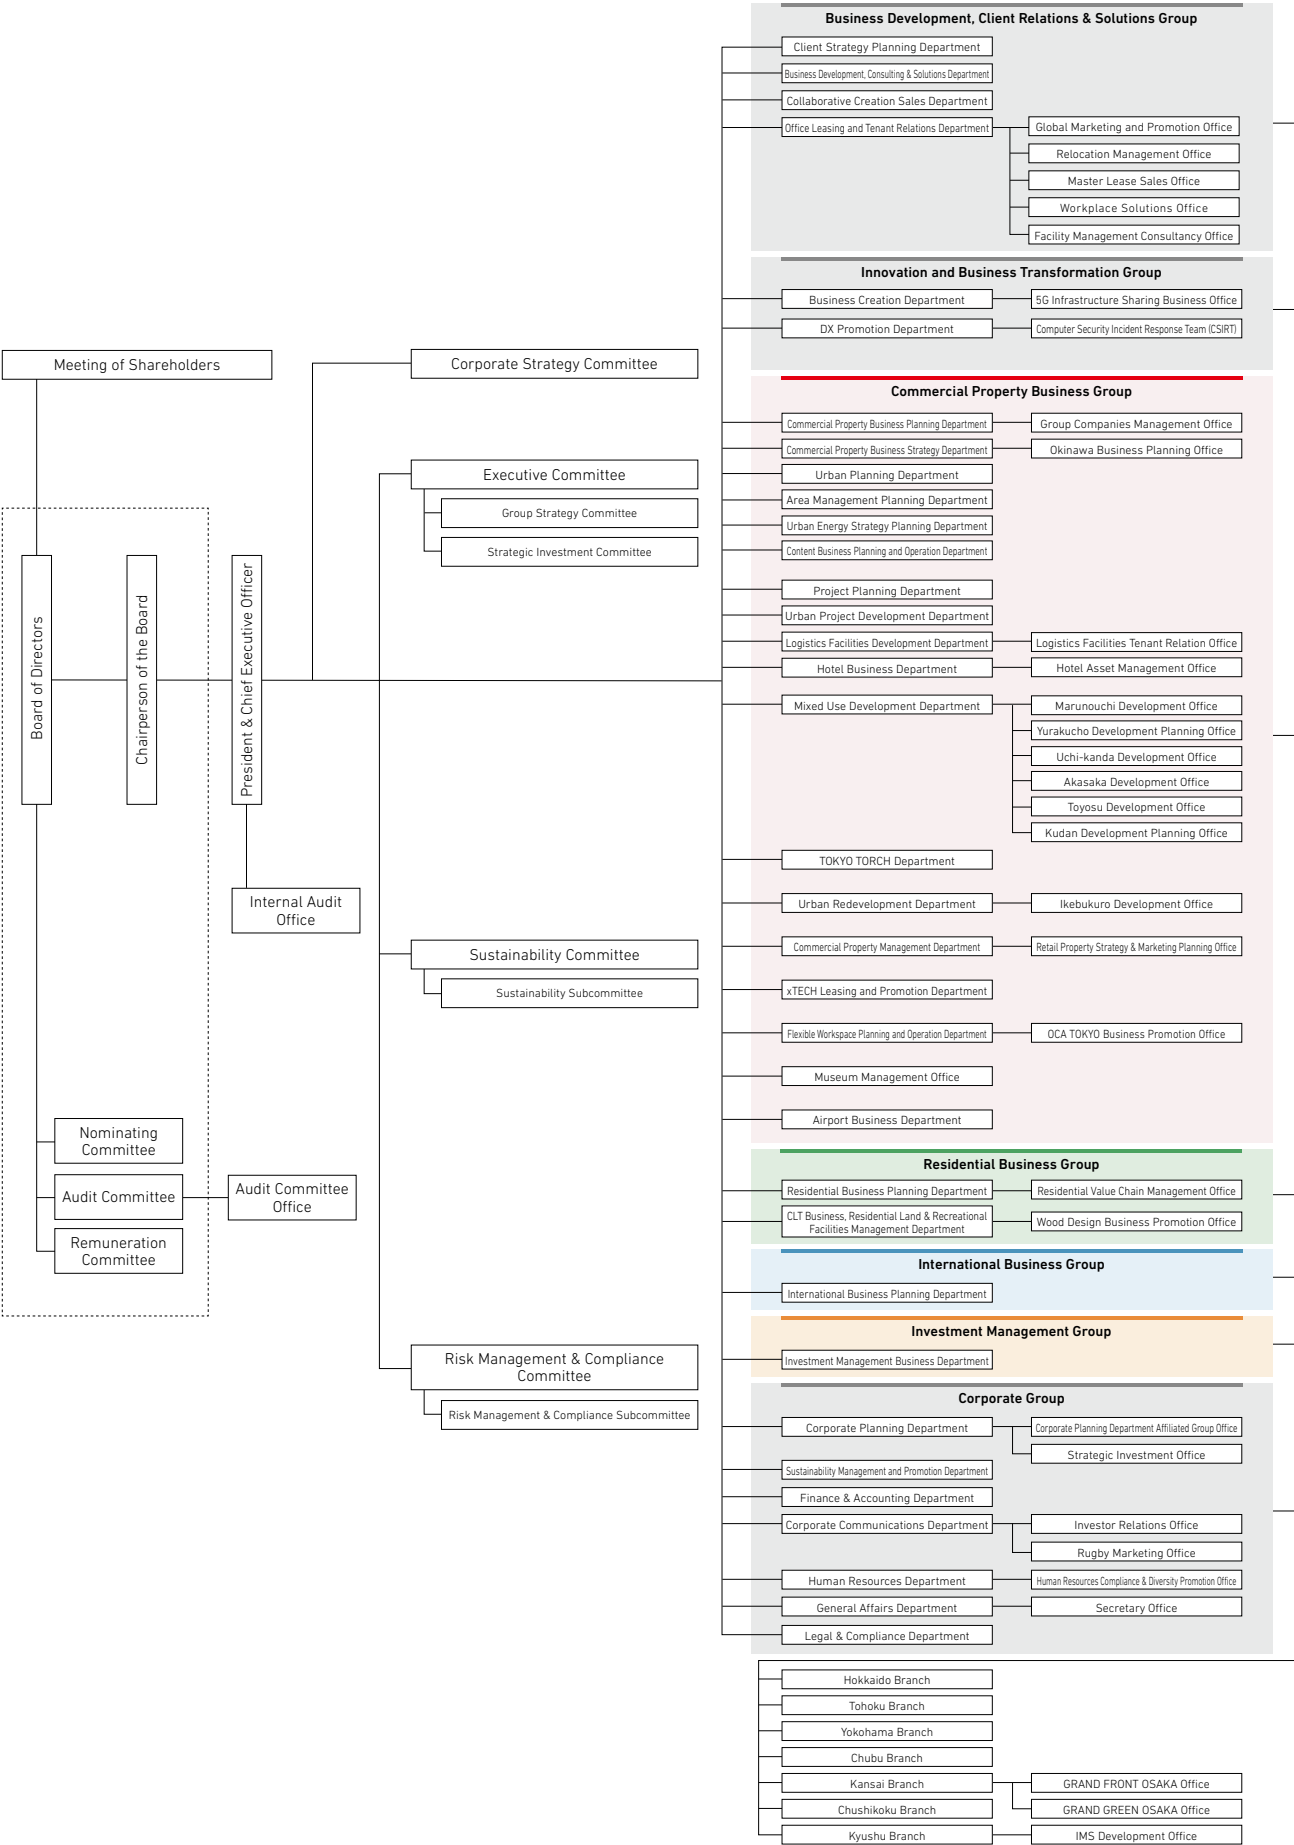 Meeting of Shareholders
Board of Directors
Chairperson of the Board
President & Chief Executive Officer
Internal Audit
Office
Nominating
Committee
Audit Committee
Audit Committee
Office
Remuneration
Committee
Corporate Strategy Committee
Executive Committee
Group Strategy Committee
Strategic Investment Committee
Sustainability Committee
Sustainability Subcommittee
Risk Management & Compliance
Committee
Risk Management & Compliance Subcommittee
Business Development, Client Relations & Solutions Group
Client Strategy Planning Department
Business Development, Consulting & Solutions Department
Collaborative Creation Sales Department
Office Leasing and Tenant Relations Department
Global Marketing and Promotion Office
Relocation Management Office
Master Lease Sales Office
Workplace Solutions Office
Facility Management Consultancy Office
Innovation and Business Transformation Group
Business Creation Department
5G Infrastructure Sharing Business Office
DX Promotion Department
Computer Security Incident Response Team (CSIRT)
Commercial Property Business Group
Commercial Property Business Planning Department
Group Companies Management Office
Commercial Property Business Strategy Department
Okinawa Business Planning Office
Urban Planning Department
Area Management Planning Department
Urban Energy Strategy Planning Department
Content Business Planning and Operation Department
Project Planning Department
Urban Project Development Department
Logistics Facilities Development Department
Logistics Facilities Tenant Relation Office
Hotel Business Department
Hotel Asset Management Office
Mixed Use Development Department
Marunouchi Development Office
Yurakucho Development Planning Office
Uchi-kanda Development Office
Akasaka Development Office
Toyosu Development Office
Kudan Development Planning Office
TOKYO TORCH Department
Urban Redevelopment Department
Ikebukuro Development Office
Commercial Property Management Department
Retail Property Strategy & Marketing Planning Office
xTECH Leasing and Promotion Department
Flexible Workspace Planning and Operation Department
OCA TOKYO Business Promotion Office
Museum Management Office
Airport Business Department
Residential Business Group
Residential Business Planning Department
Residential Value Chain Management Office
CLT Business, Residential Land & Recreational
Facilities Management Department
Wood Design Business Promotion Office
International Business Group
International Business Planning Department
Investment Management Group
Investment Management Business Department
Corporate Group
Corporate Planning Department
Corporate Planning Department Affiliated Group Office
Strategic Investment Office
Sustainability Management and Promotion Department
Finance & Accounting Department
Corporate Communications Department
Investor Relations Office
Rugby Marketing Office
Human Resources Department
Human Resources Compliance & Diversity Promotion Office
General Affairs Department
Secretary Office
Legal & Compliance Department
Hokkaido Branch
Tohoku Branch
Yokohama Branch
Chubu Branch
Kansai Branch
GRAND FRONT OSAKA Office
Chushikoku Branch
GRAND GREEN OSAKA Office
Kyushu Branch
IMS Development Office